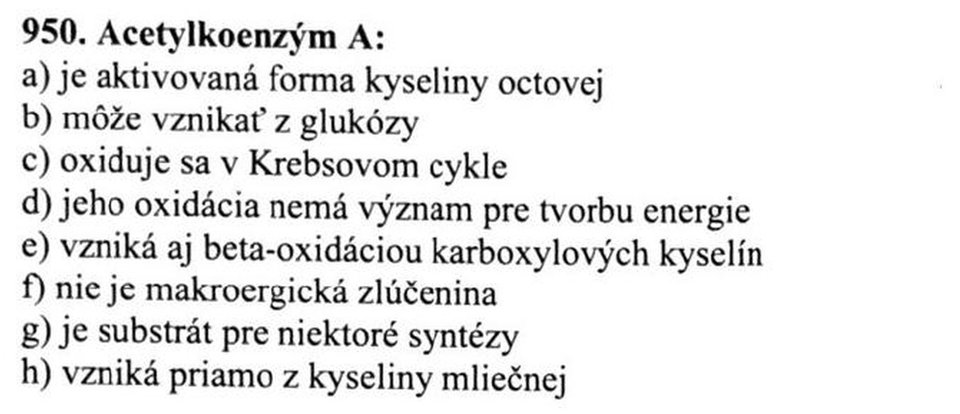 950. Acetylkoenzým A:
a) je aktivovaná forma kyseliny octovej
b) môže vznikať z glukózy
c) oxiduje sa v Krebsovom cykle
d) jeho oxidácia nemá význam pre tvorbu energie
e) vzniká aj beta-oxidáciou karboxylových kyselín
f) nie je makroergická zlúčenina
g) je substrát pre niektoré syntézy
h) vzniká priamo z kyseliny mliečnej